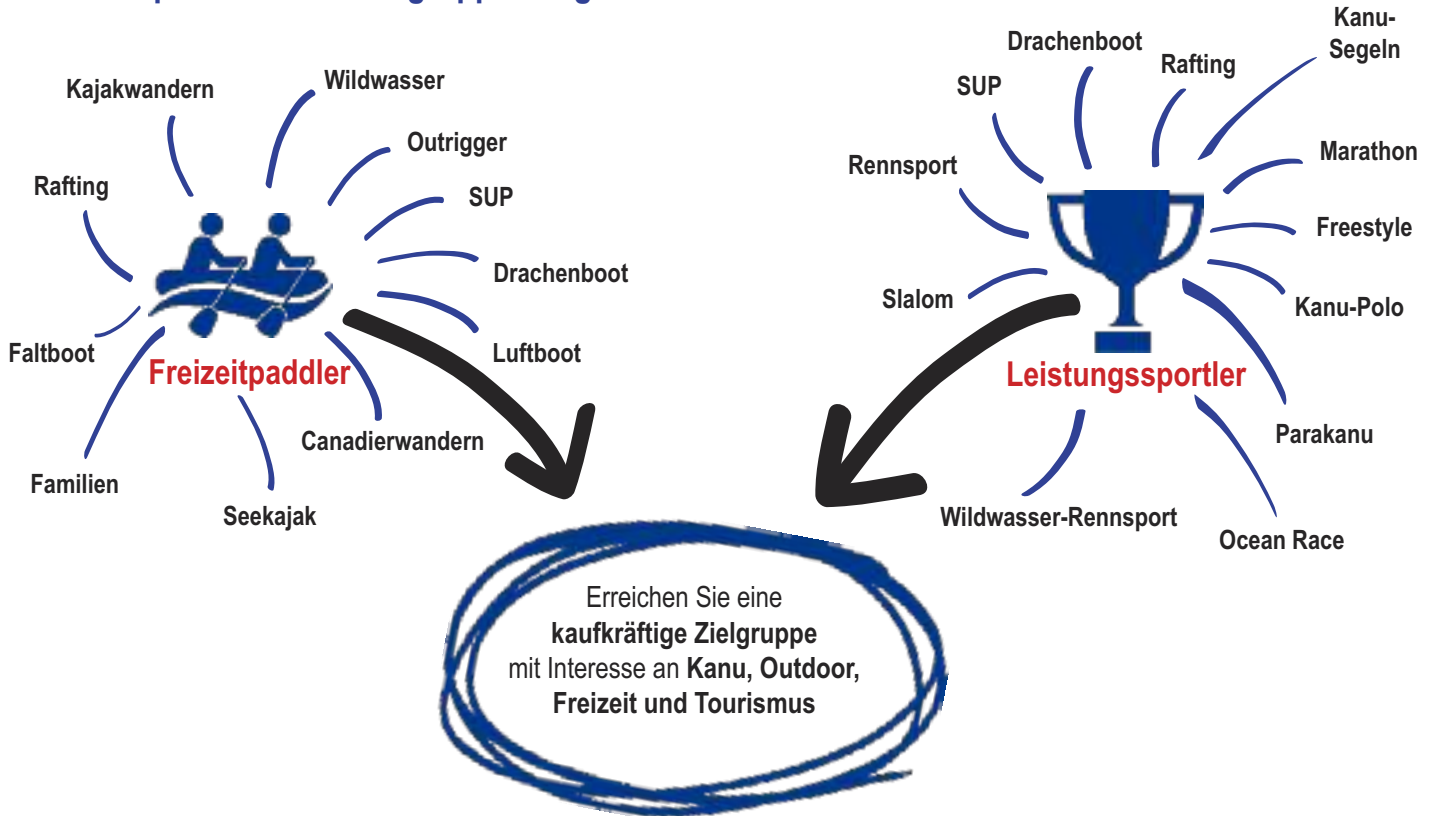 Kajakwandern
Wildwasser
Outrigger
SUP
Rafting
Drachenboot
Luftboot
Faltboot
Freizeitpaddler
Canadierwandern
Familien
Seekajak
Kanu-
Segeln
Drachenboot
Rafting
SUP
Marathon
Rennsport
Freestyle
Slalom
Kanu-Polo
Leistungssportler
Parakanu
Wildwasser-Rennsport
Ocean Race
Erreichen Sie eine
kaufkräftige Zielgruppe
mit Interesse an Kanu, Outdoor,
Freizeit und Tourismus